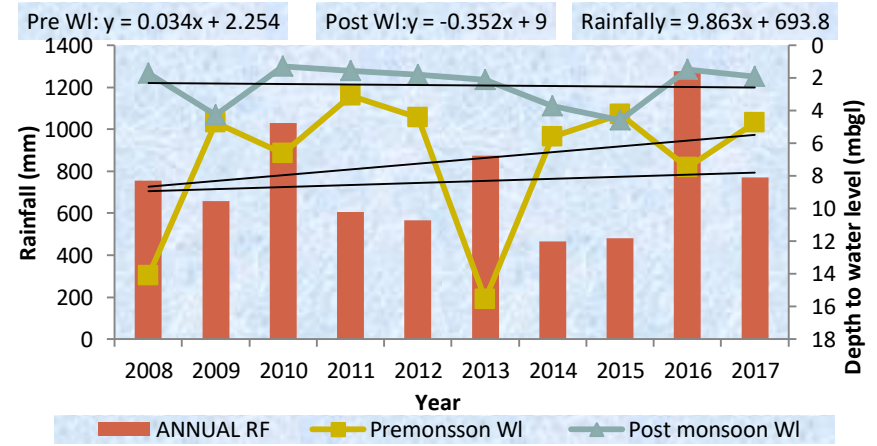 Pre Wl: y = 0.034x + 2.254 Post Wl:y = -0.352x + 9 Rainfally = 9.863x + 693.8
1400 0
1200 2
1000 4
800 6
600 8
400 10
200 12
0 14
16
18
Rainfall (mm)
Depth to water level (mbgl)
2008 2009 2010 2011 2012 2013 2014 2015 2016 2017
Year
ANNUAL RF Premonsson Wl Post monsoon Wl